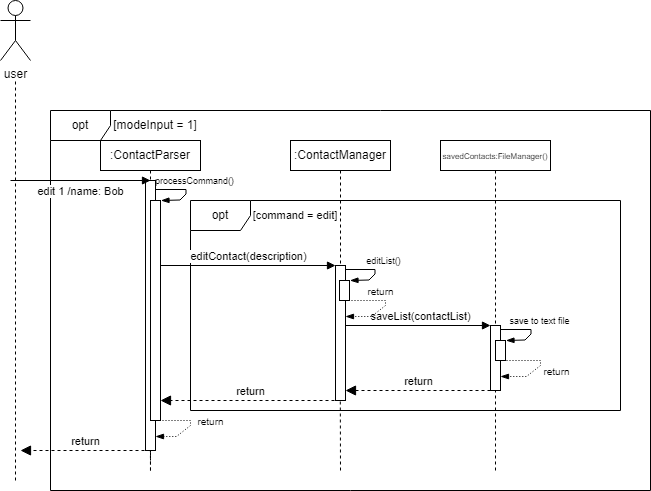 user
opt
[modeInput = 1]
:ContactParser
:ContactManager
savedContacts:FileManager()
processCommand()
edit 1 /name: Bob
opt
[command = edit]
editContact(description)
editList()
return
saveList(contactList)
save to text file
return
return
return
return
return